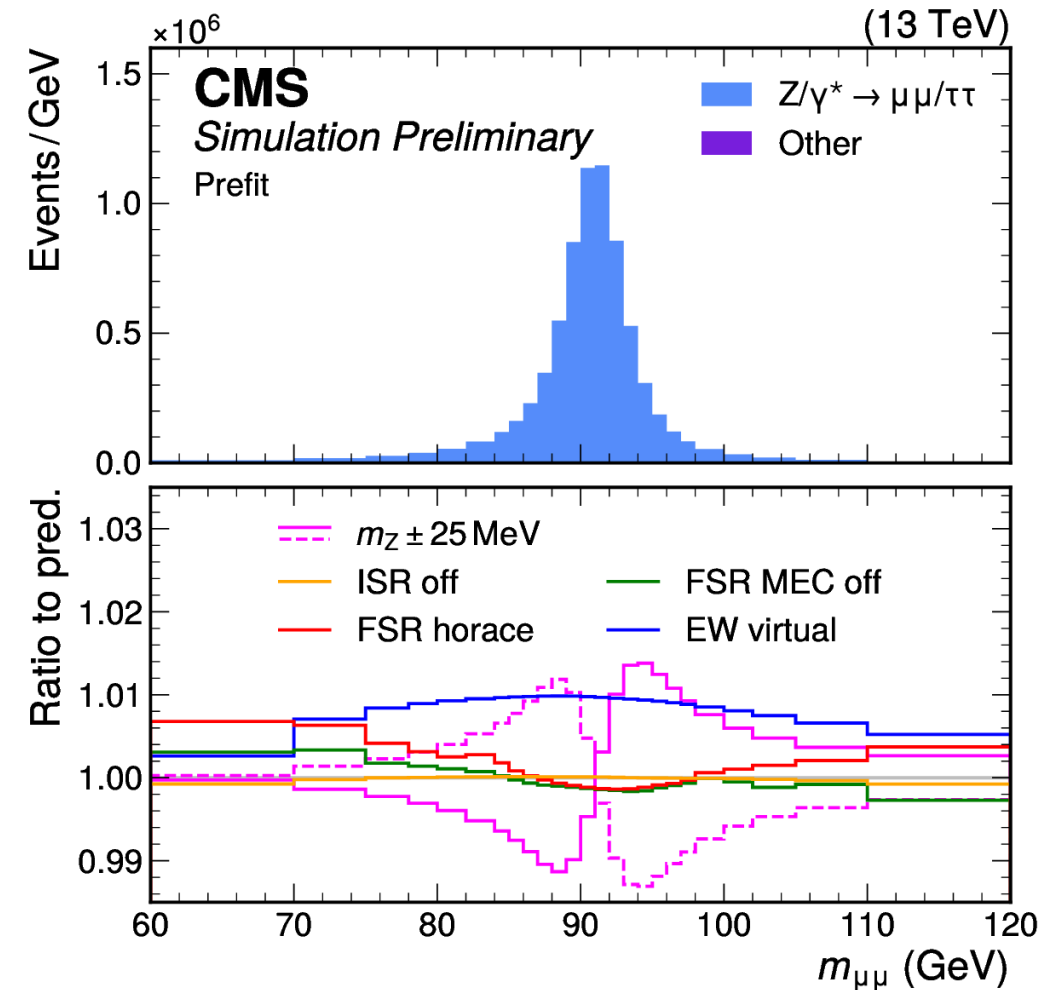 ×10⁶
(13 TeV)
CMS
Simulation Preliminary
Prefit
Z/γ* → μμ/ττ
Other
Events/GeV
1.5
1.0
0.5
0.0
Ratio to pred.
1.03
1.02
1.01
1.00
0.99
m_Z ± 25 MeV
ISR off
FSR MEC off
FSR horace
EW virtual
60
70
80
90
100
110
120
m_μμ (GeV)